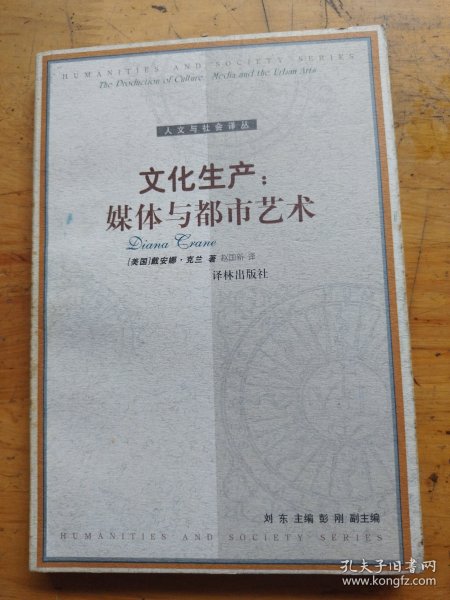 HUMANITIES AND SOCIETY SERIES
The Production of Culture: Media and the Urban Arts
人文与社会译丛
文化生产：
媒体与都市艺术
Diana Crane
[美国]戴安娜·克兰 著 赵国新 译
译林出版社
刘东 主编 彭刚 副主编
HUMANITIES AND SOCIETY SERIES
孔夫子旧书网
www.kongfz.com